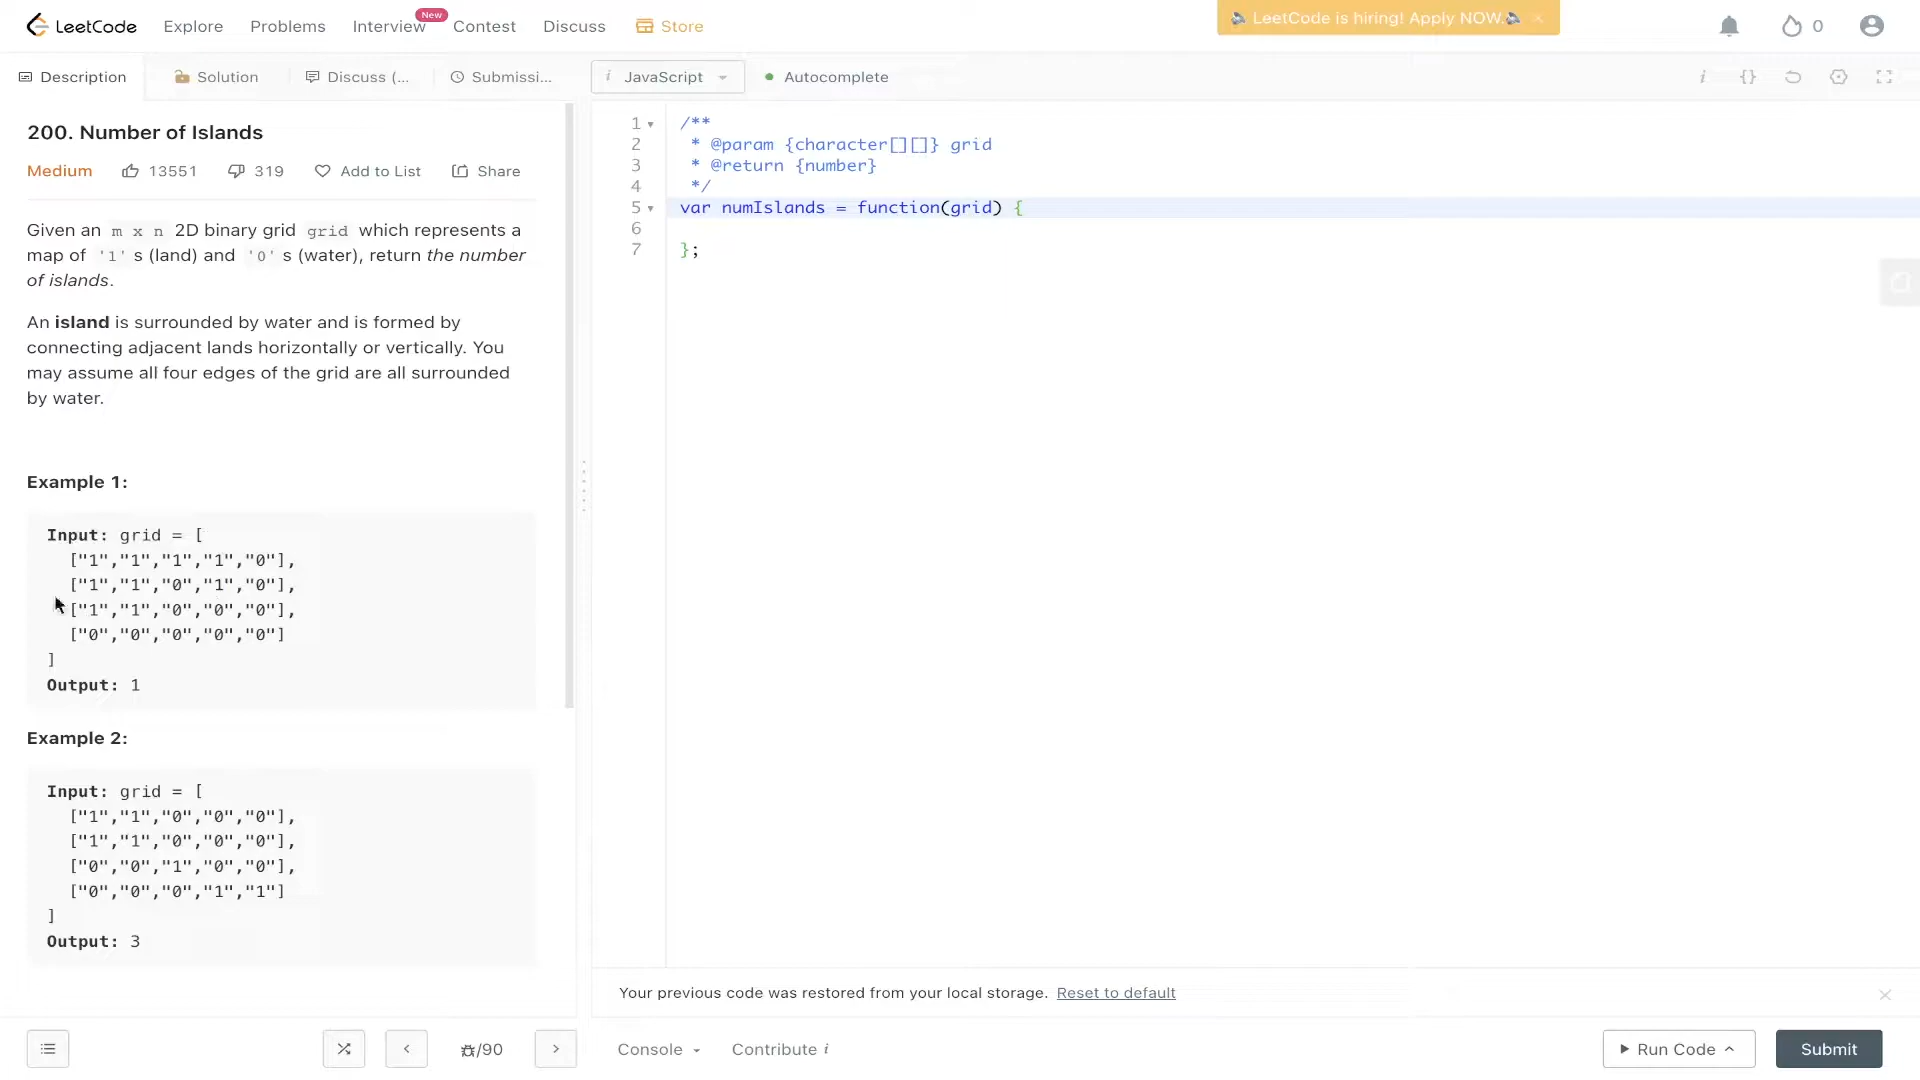 LeetCode Explore Problems Interview New Contest Discuss Store LeetCode is hiring! Apply NOW. 0
Description Solution Discuss (... Submissi...
i JavaScript Autocomplete i {}
200. Number of Islands
Medium 13551 319 Add to List Share
Given an m x n 2D binary grid grid which represents a
map of '1' s (land) and '0' s (water), return the number
of islands.
An island is surrounded by water and is formed by
connecting adjacent lands horizontally or vertically. You
may assume all four edges of the grid are all surrounded
by water.
Example 1:
Input: grid = [
["1","1","1","1","0"],
["1","1","0","1","0"],
["1","1","0","0","0"],
["0","0","0","0","0"]
]
Output: 1
Example 2:
Input: grid = [
["1","1","0","0","0"],
["1","1","0","0","0"],
["0","0","1","0","0"],
["0","0","0","1","1"]
]
Output: 3
1 /**
2 * @param {character[][]} grid
3 * @return {number}
4 */
5 var numIslands = function(grid) {
6
7 };
Your previous code was restored from your local storage. Reset to default
/90 Console Contribute i Run Code Submit